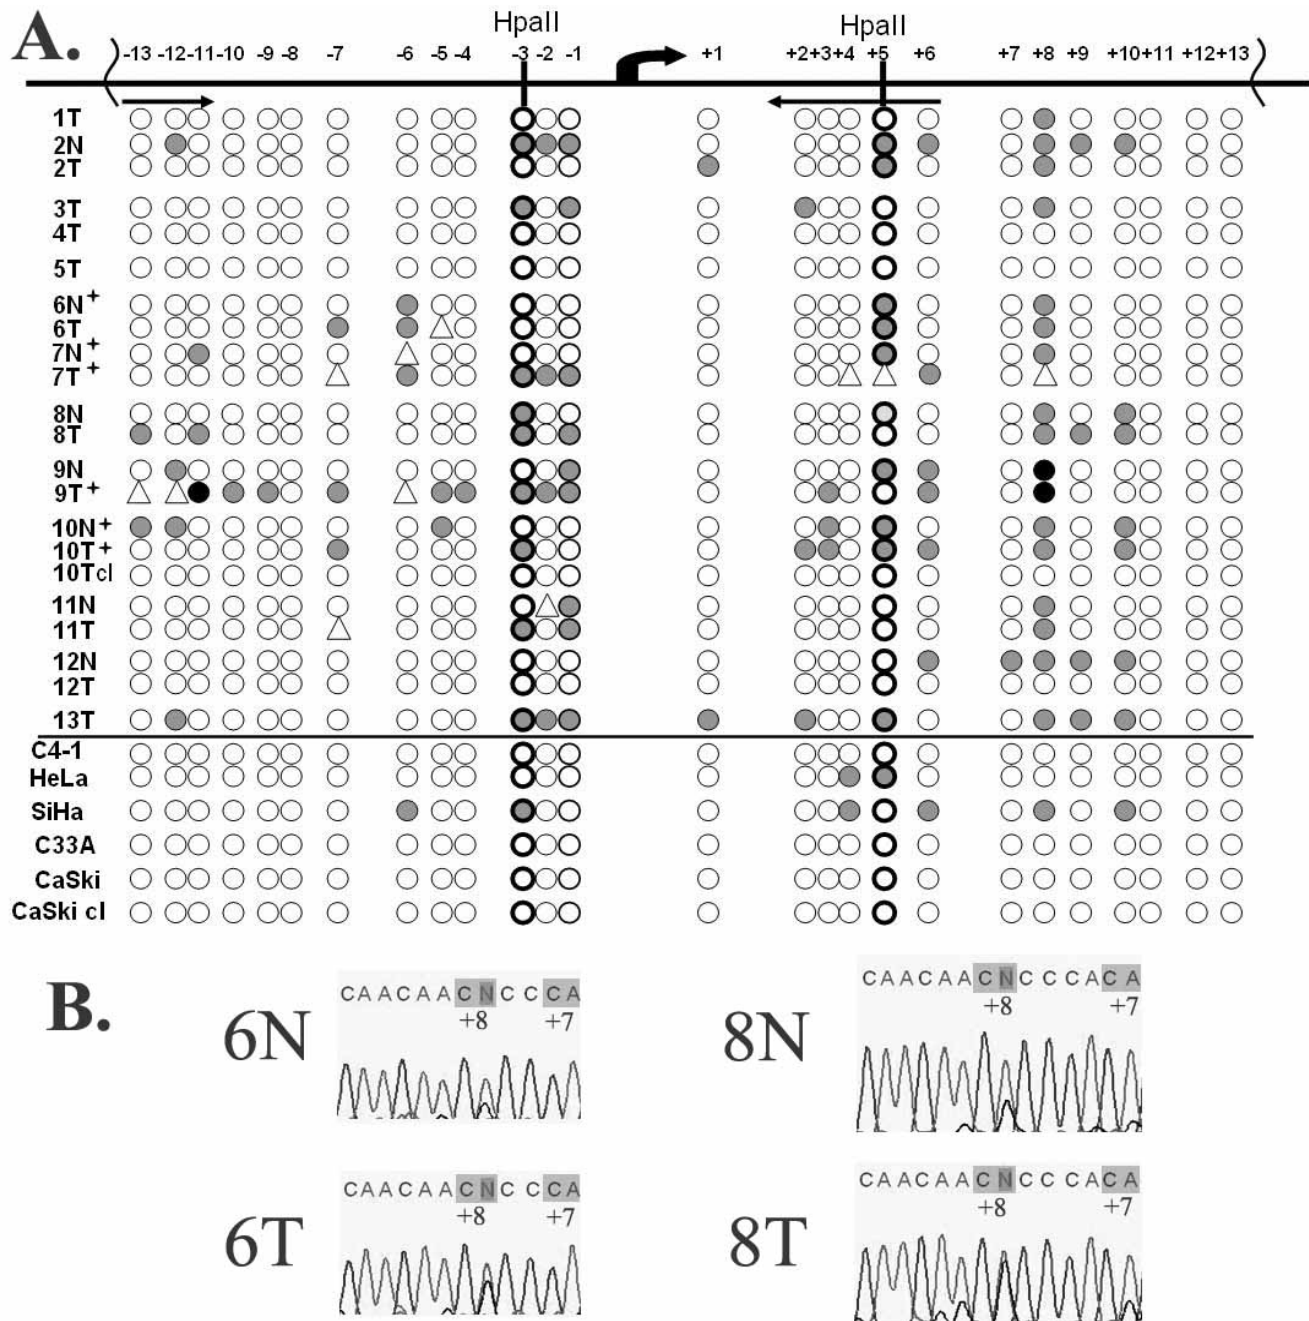 A.
HpaII HpaII
-13 -12 -11 -10 -9 -8 -7 -6 -5 -4 -3 -2 -1 +1 +2 +3 +4 +5 +6 +7 +8 +9 +10 +11 +12 +13
1T
2N
2T
3T
4T
5T
6N+
6T
7N+
7T+
8N
8T
9N
9T+
10N+
10T+
10Tcl
11N
11T
12N
12T
13T
C4-1
HeLa
SiHa
C33A
CaSki
CaSki cl
B.
6N
CAACAACNCCCA
+8 +7
8N
CAACAACNCCCACA
+8 +7
6T
CAACAACNCCCA
+8 +7
8T
CAACAACNCCCACA
+8 +7